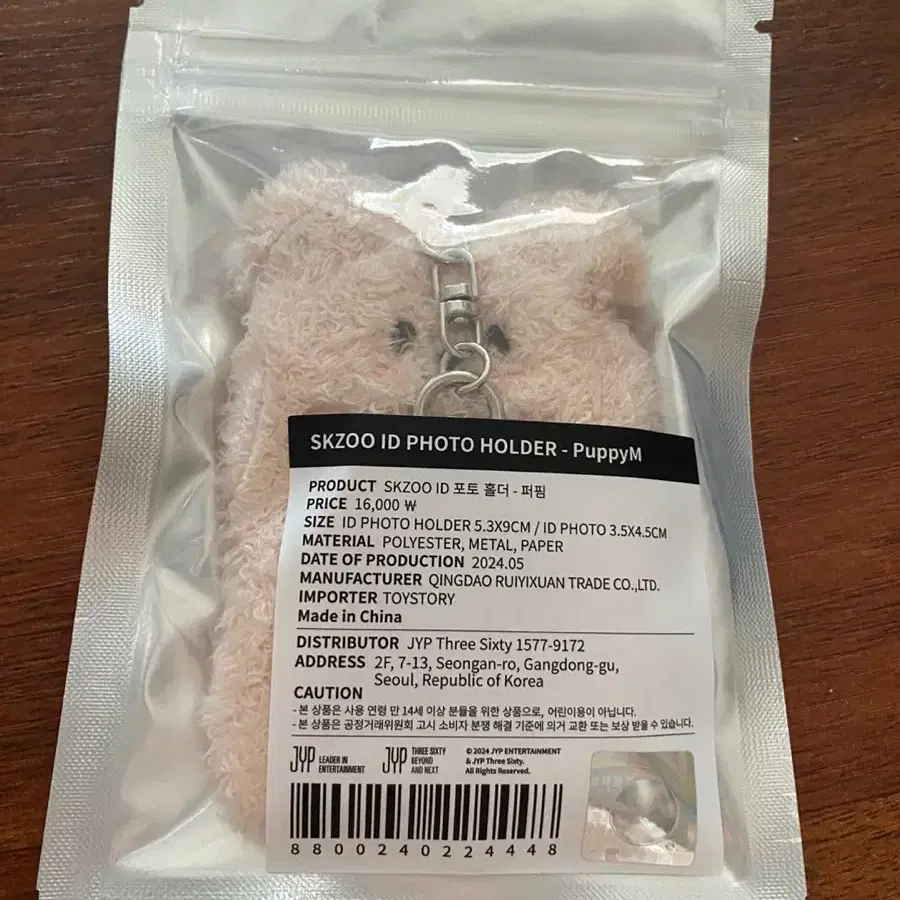 SKZOO ID PHOTO HOLDER - PuppyM
PRODUCT SKZOO ID 포토 홀더 - 퍼핌
PRICE 16,000 ₩
SIZE ID PHOTO HOLDER 5.3X9CM / ID PHOTO 3.5X4.5CM
MATERIAL POLYESTER, METAL, PAPER
DATE OF PRODUCTION 2024.05
MANUFACTURER QINGDAO RUIYIXUAN TRADE CO.,LTD.
IMPORTER TOYSTORY
Made in China
DISTRIBUTOR JYP Three Sixty 1577-9172
ADDRESS 2F, 7-13, Seongan-ro, Gangdong-gu,
Seoul, Republic of Korea
CAUTION
- 본 상품은 사용 연령 만 14세 이상 분들을 위한 상품으로, 어린이용이 아닙니다.
- 본 상품은 공정거래위원회 고시 소비자 분쟁 해결 기준에 의거 교환 또는 보상 받을 수 있습니다.
JYP LEADER IN ENTERTAINMENT
JYP THREE SIXTY BEYOND AND NEXT
© 2024 JYP ENTERTAINMENT
& JYP Three Sixty.
All Rights Reserved.
8800240224448